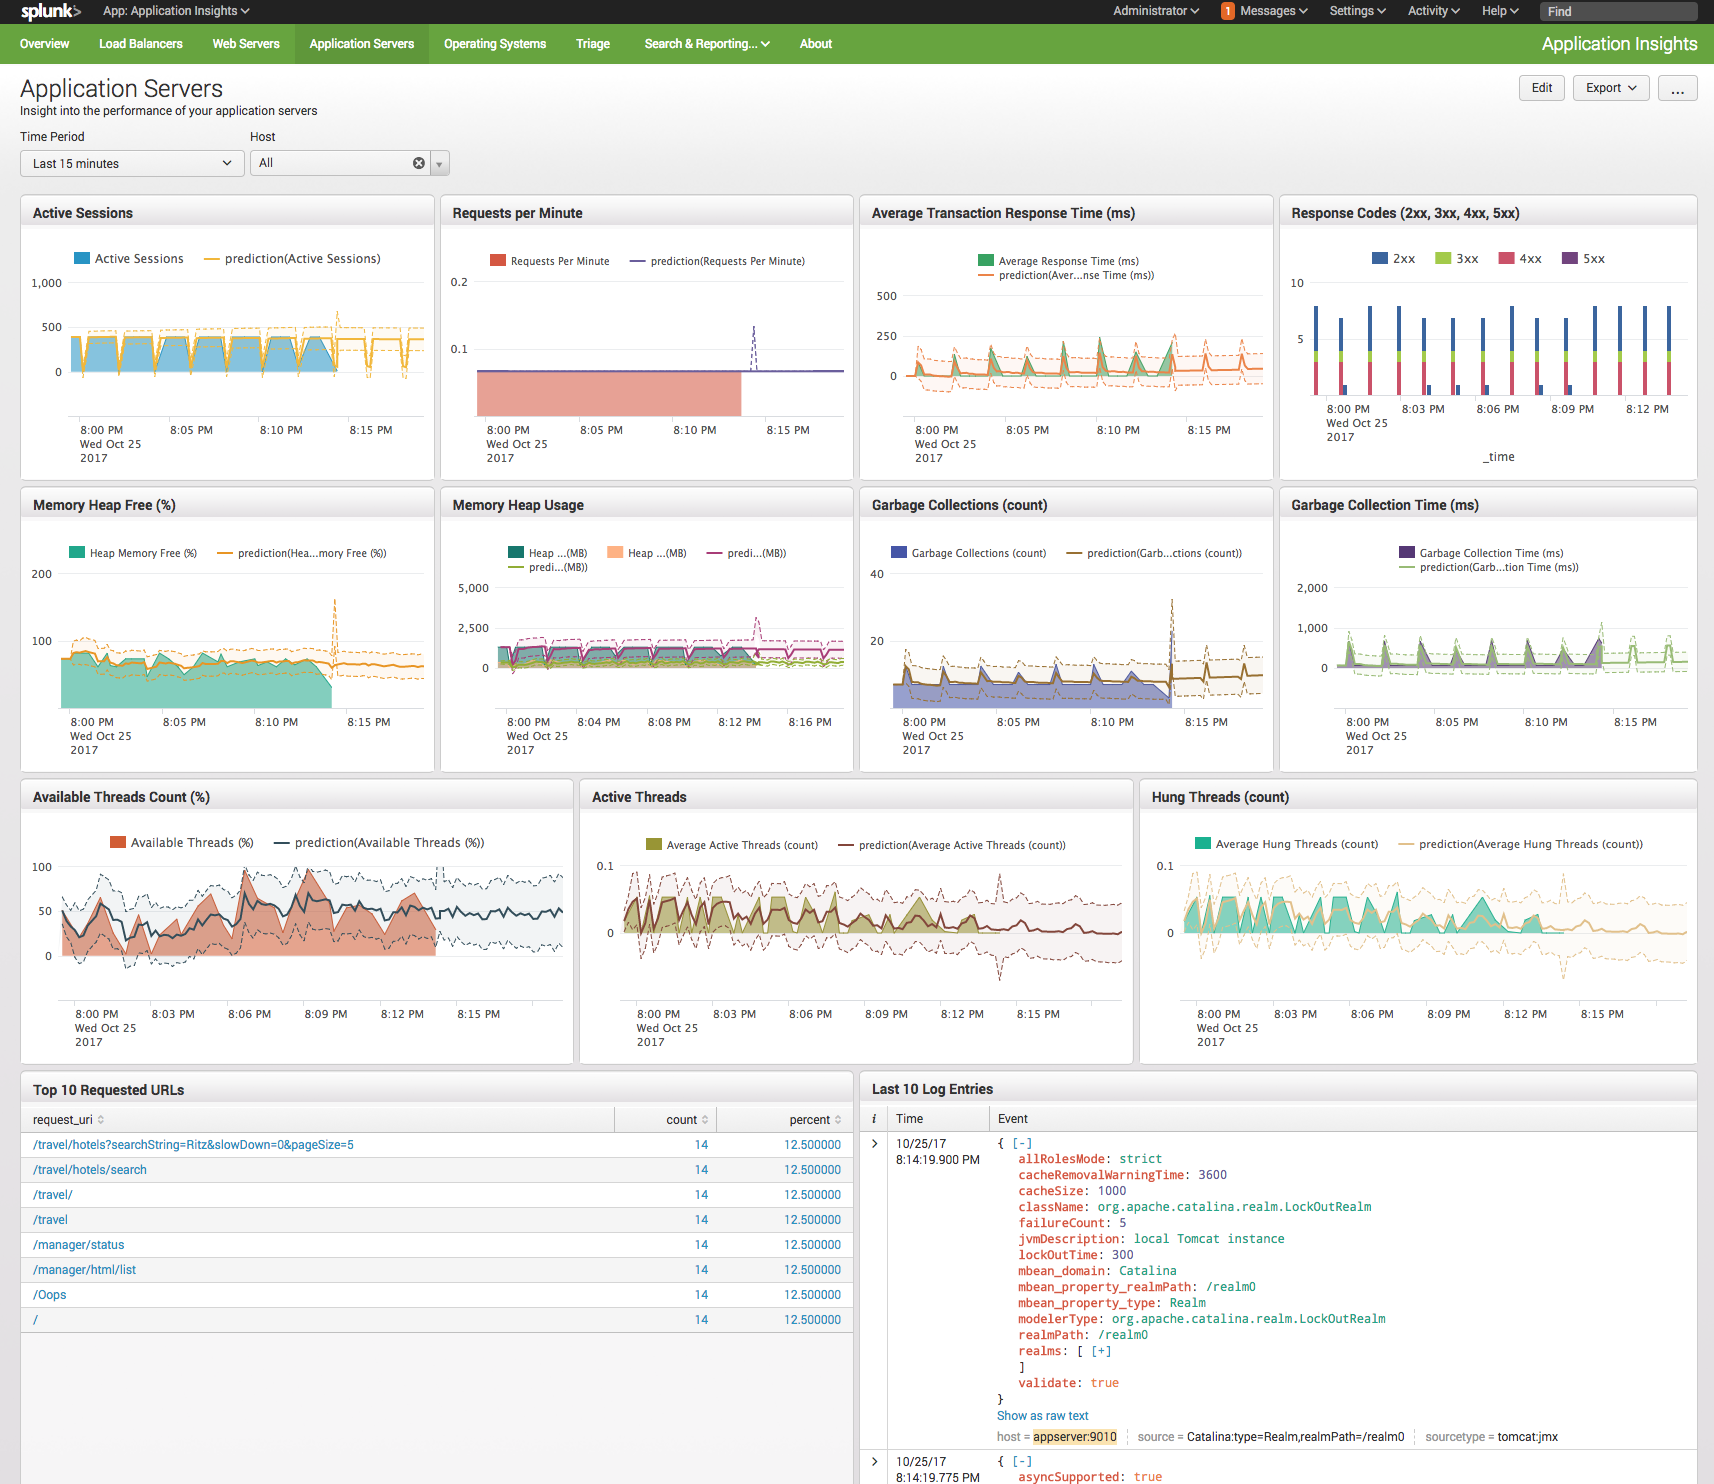 splunk> App: Application Insights Administrator 1 Messages Settings Activity Help Find
Overview Load Balancers Web Servers Application Servers Operating Systems Triage Search & Reporting... About Application Insights
Application Servers
Edit Export ...
Insight into the performance of your application servers
Time Period Host
Last 15 minutes All
Active Sessions
Active Sessions prediction(Active Sessions)
1,000
500
0
8:00 PM 8:05 PM 8:10 PM 8:15 PM
Wed Oct 25
2017
Requests per Minute
Requests Per Minute prediction(Requests Per Minute)
0.2
0.1
8:00 PM 8:05 PM 8:10 PM 8:15 PM
Wed Oct 25
2017
Average Transaction Response Time (ms)
Average Response Time (ms)
prediction(Aver...nse Time (ms))
500
250
0
8:00 PM 8:05 PM 8:10 PM 8:15 PM
Wed Oct 25
2017
Response Codes (2xx, 3xx, 4xx, 5xx)
2xx 3xx 4xx 5xx
10
5
8:00 PM 8:03 PM 8:06 PM 8:09 PM 8:12 PM
Wed Oct 25
2017
_time
Memory Heap Free (%)
Heap Memory Free (%) prediction(Hea...mory Free (%))
200
100
8:00 PM 8:05 PM 8:10 PM 8:15 PM
Wed Oct 25
2017
Memory Heap Usage
Heap ...(MB) Heap ...(MB) predi...(MB))
predi...(MB))
5,000
2,500
0
8:00 PM 8:04 PM 8:08 PM 8:12 PM 8:16 PM
Wed Oct 25
2017
Garbage Collections (count)
Garbage Collections (count) prediction(Garb...ctions (count))
40
20
8:00 PM 8:05 PM 8:10 PM 8:15 PM
Wed Oct 25
2017
Garbage Collection Time (ms)
Garbage Collection Time (ms)
prediction(Garb...tion Time (ms))
2,000
1,000
0
8:00 PM 8:05 PM 8:10 PM 8:15 PM
Wed Oct 25
2017
Available Threads Count (%)
Available Threads (%) prediction(Available Threads (%))
100
50
0
8:00 PM 8:03 PM 8:06 PM 8:09 PM 8:12 PM 8:15 PM
Wed Oct 25
2017
Active Threads
Average Active Threads (count) prediction(Average Active Threads (count))
0.1
0
8:00 PM 8:03 PM 8:06 PM 8:09 PM 8:12 PM 8:15 PM
Wed Oct 25
2017
Hung Threads (count)
Average Hung Threads (count) prediction(Average Hung Threads (count))
0.1
0
8:00 PM 8:03 PM 8:06 PM 8:09 PM 8:12 PM 8:15 PM
Wed Oct 25
2017
Top 10 Requested URLs
request_uri count percent
/travel/hotels?searchString=Ritz&slowDown=0&pageSize=5 14 12.500000
/travel/hotels/search 14 12.500000
/travel/ 14 12.500000
/travel 14 12.500000
/manager/status 14 12.500000
/manager/html/list 14 12.500000
/Oops 14 12.500000
/ 14 12.500000
Last 10 Log Entries
i Time Event
10/25/17 { [-]
8:14:19.900 PM allRolesMode: strict
cacheRemovalWarningTime: 3600
cacheSize: 1000
className: org.apache.catalina.realm.LockOutRealm
failureCount: 5
jvmDescription: local Tomcat instance
lockOutTime: 300
mbean_domain: Catalina
mbean_property_realmPath: /realm0
mbean_property_type: Realm
modelerType: org.apache.catalina.realm.LockOutRealm
realmPath: /realm0
realms: [ [+]
]
validate: true
}
Show as raw text
host = appserver:9010 source = Catalina:type=Realm,realmPath=/realm0 sourcetype = tomcat:jmx
10/25/17 { [-]
8:14:19.775 PM asyncSupported: true